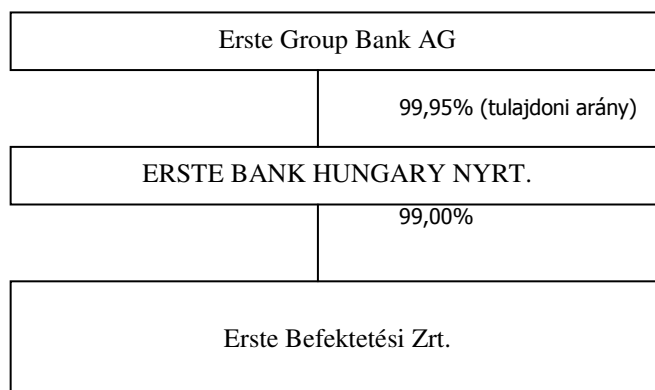 Erste Group Bank AG
99,95% (tulajdoni arány)
ERSTE BANK HUNGARY NYRT.
99,00%
Erste Befektetési Zrt.